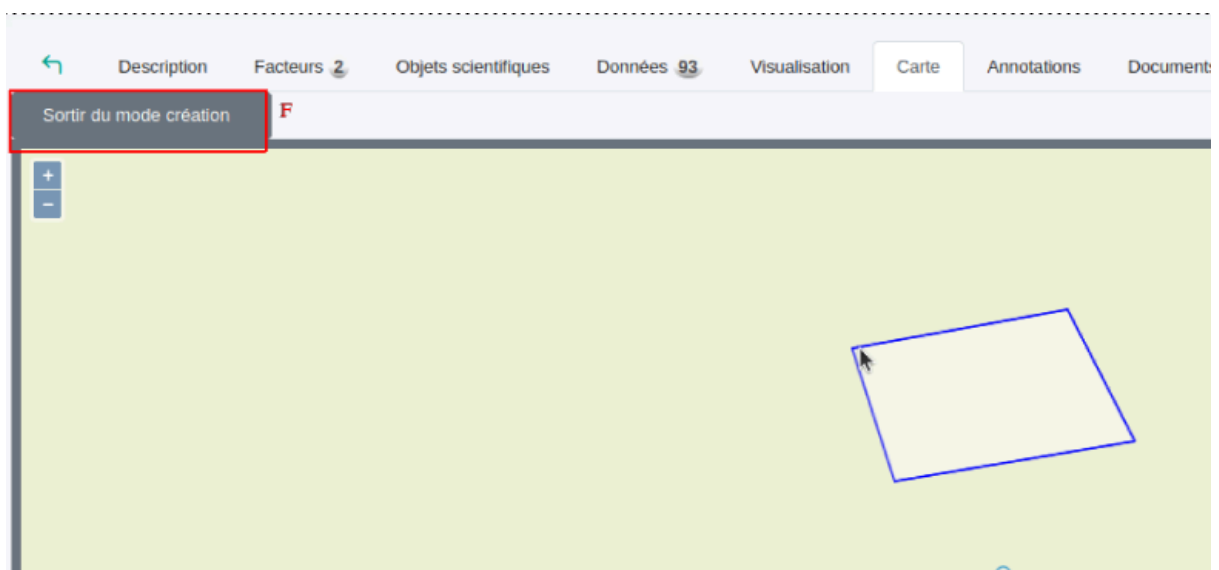 Description Facteurs 2 Objets scientifiques Données 93 Visualisation Carte Annotations Documents
Sortir du mode création F
+
−